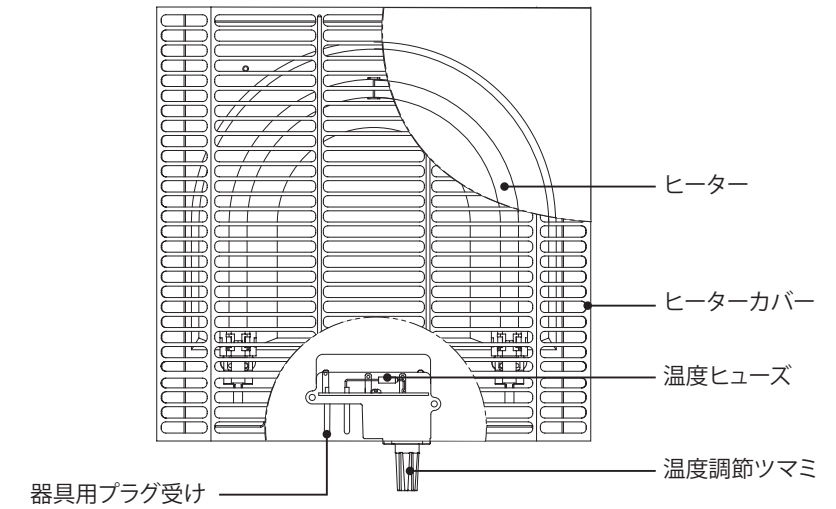 ヒーター
ヒーターカバー
温度ヒューズ
温度調節ツマミ
器具用プラグ受け